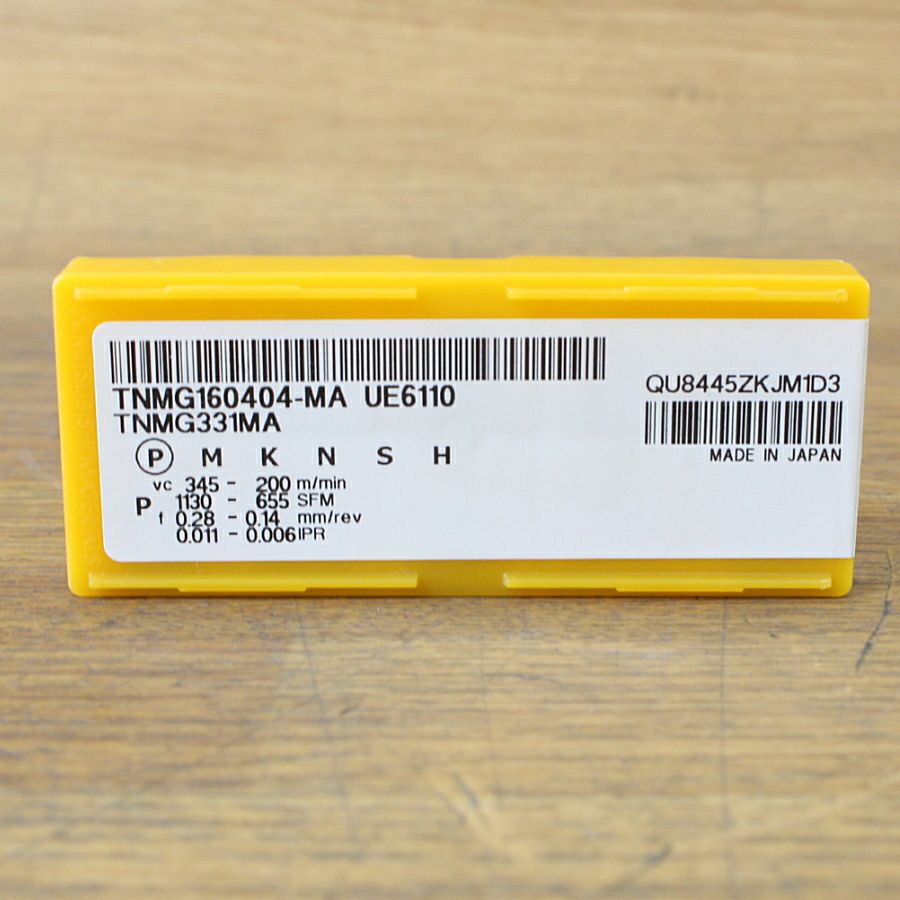 TNMG160404-MA UE6110
TNMG331MA
P M K N S H
vc 345 - 200 m/min
P 1130 - 655 SFM
f 0.28 - 0.14 mm/rev
0.011 - 0.006 IPR
QU8445ZKJM1D3
MADE IN JAPAN